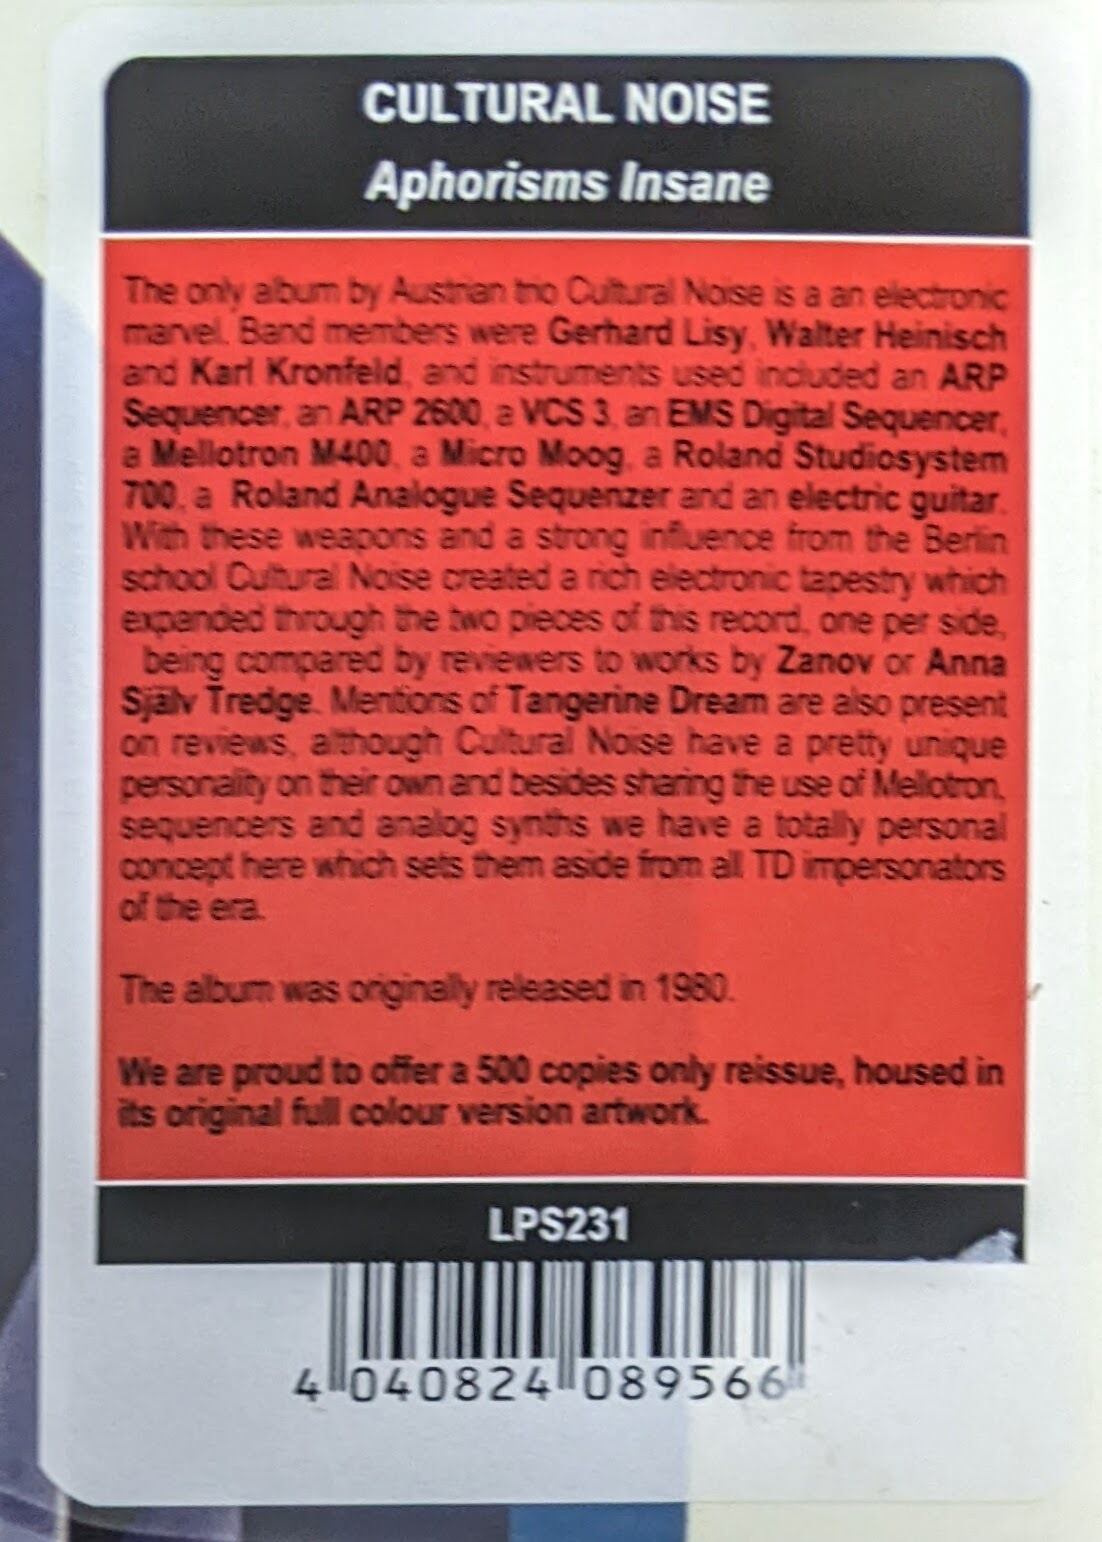 CULTURAL NOISE
Aphorisms Insane
The only album by Austrian trio Cultural Noise is a an electronic
marvel. Band members were Gerhard Lisy, Walter Heinisch
and Karl Kronfeld, and instruments used included an ARP
Sequencer, an ARP 2600, a VCS 3, an EMS Digital Sequencer,
a Mellotron M400, a Micro Moog, a Roland Studiosystem
700, a Roland Analogue Sequenzer and an electric guitar.
With these weapons and a strong influence from the Berlin
school Cultural Noise created a rich electronic tapestry which
expanded through the two pieces of this record, one per side,
being compared by reviewers to works by Zanov or Anna
Själv Tredge. Mentions of Tangerine Dream are also present
on reviews, although Cultural Noise have a pretty unique
personality on their own and besides sharing the use of Mellotron,
sequencers and analog synths we have a totally personal
concept here which sets them aside from all TD impersonators
of the era.
The album was originally released in 1980.
We are proud to offer a 500 copies only reissue, housed in
its original full colour version artwork.
LPS231
4 040824 089566